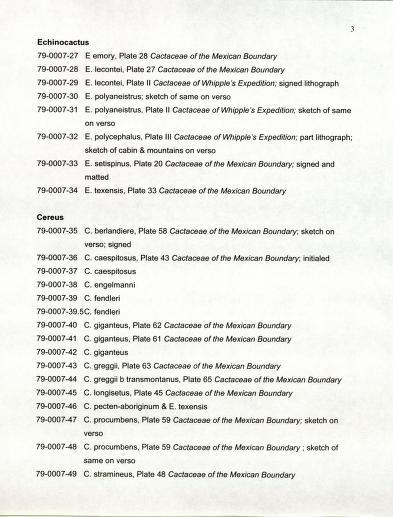 3
Echinocactus
79-0007-27 E emory, Plate 28 Cactaceae of the Mexican Boundary
79-0007-28 E. lecontei, Plate 27 Cactaceae of the Mexican Boundary
79-0007-29 E. lecontei, Plate II Cactaceae of Whipple's Expedition; signed lithograph
79-0007-30 E. polyaneistrus; sketch of same on verso
79-0007-31 E. polyaneistrus, Plate II Cactaceae of Whipple's Expedition; sketch of same
on verso
79-0007-32 E. polycephalus, Plate III Cactaceae of Whipple's Expedition; part lithograph;
sketch of cabin & mountains on verso
79-0007-33 E. setispinus, Plate 20 Cactaceae of the Mexican Boundary; signed and
matted
79-0007-34 E. texensis, Plate 33 Cactaceae of the Mexican Boundary
Cereus
79-0007-35 C. berlandiere, Plate 58 Cactaceae of the Mexican Boundary; sketch on
verso; signed
79-0007-36 C. caespitosus, Plate 43 Cactaceae of the Mexican Boundary; initialed
79-0007-37 C. caespitosus
79-0007-38 C. engelmanni
79-0007-39 C. fendleri
79-0007-39.5C. fendleri
79-0007-40 C. giganteus, Plate 62 Cactaceae of the Mexican Boundary
79-0007-41 C. giganteus, Plate 61 Cactaceae of the Mexican Boundary
79-0007-42 C. giganteus
79-0007-43 C. greggii, Plate 63 Cactaceae of the Mexican Boundary
79-0007-44 C. greggii b transmontanus, Plate 65 Cactaceae of the Mexican Boundary
79-0007-45 C. longisetus, Plate 45 Cactaceae of the Mexican Boundary
79-0007-46 C. pecten-aboriginum & E. texensis
79-0007-47 C. procumbens, Plate 59 Cactaceae of the Mexican Boundary; sketch on
verso
79-0007-48 C. procumbens, Plate 59 Cactaceae of the Mexican Boundary ; sketch of
same on verso
79-0007-49 C. stramineus, Plate 48 Cactaceae of the Mexican Boundary